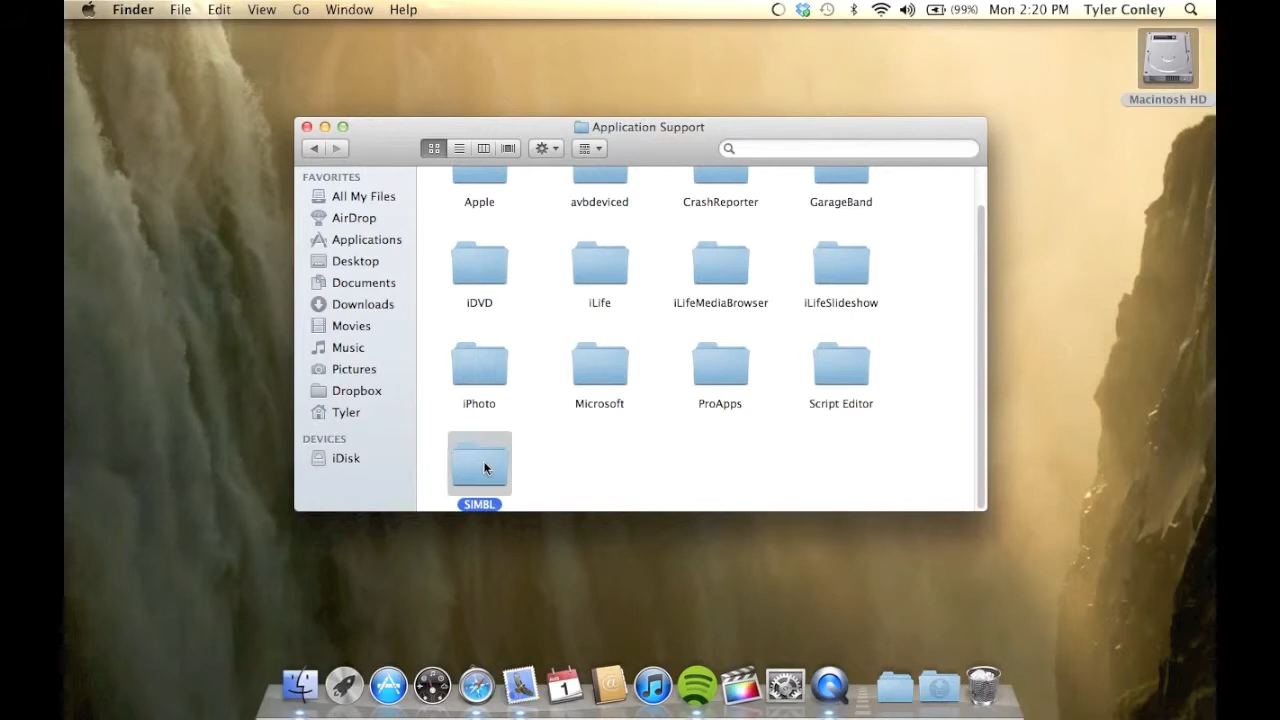 Finder File Edit View Go Window Help (99%) Mon 2:20 PM Tyler Conley
Macintosh HD
Application Support
FAVORITES
All My Files
AirDrop
Applications
Desktop
Documents
Downloads
Movies
Music
Pictures
Dropbox
Tyler
DEVICES
iDisk
Apple avbdeviced CrashReporter GarageBand
iDVD iLife iLifeMediaBrowser iLifeSlideshow
iPhoto Microsoft ProApps Script Editor
SIMBL
1